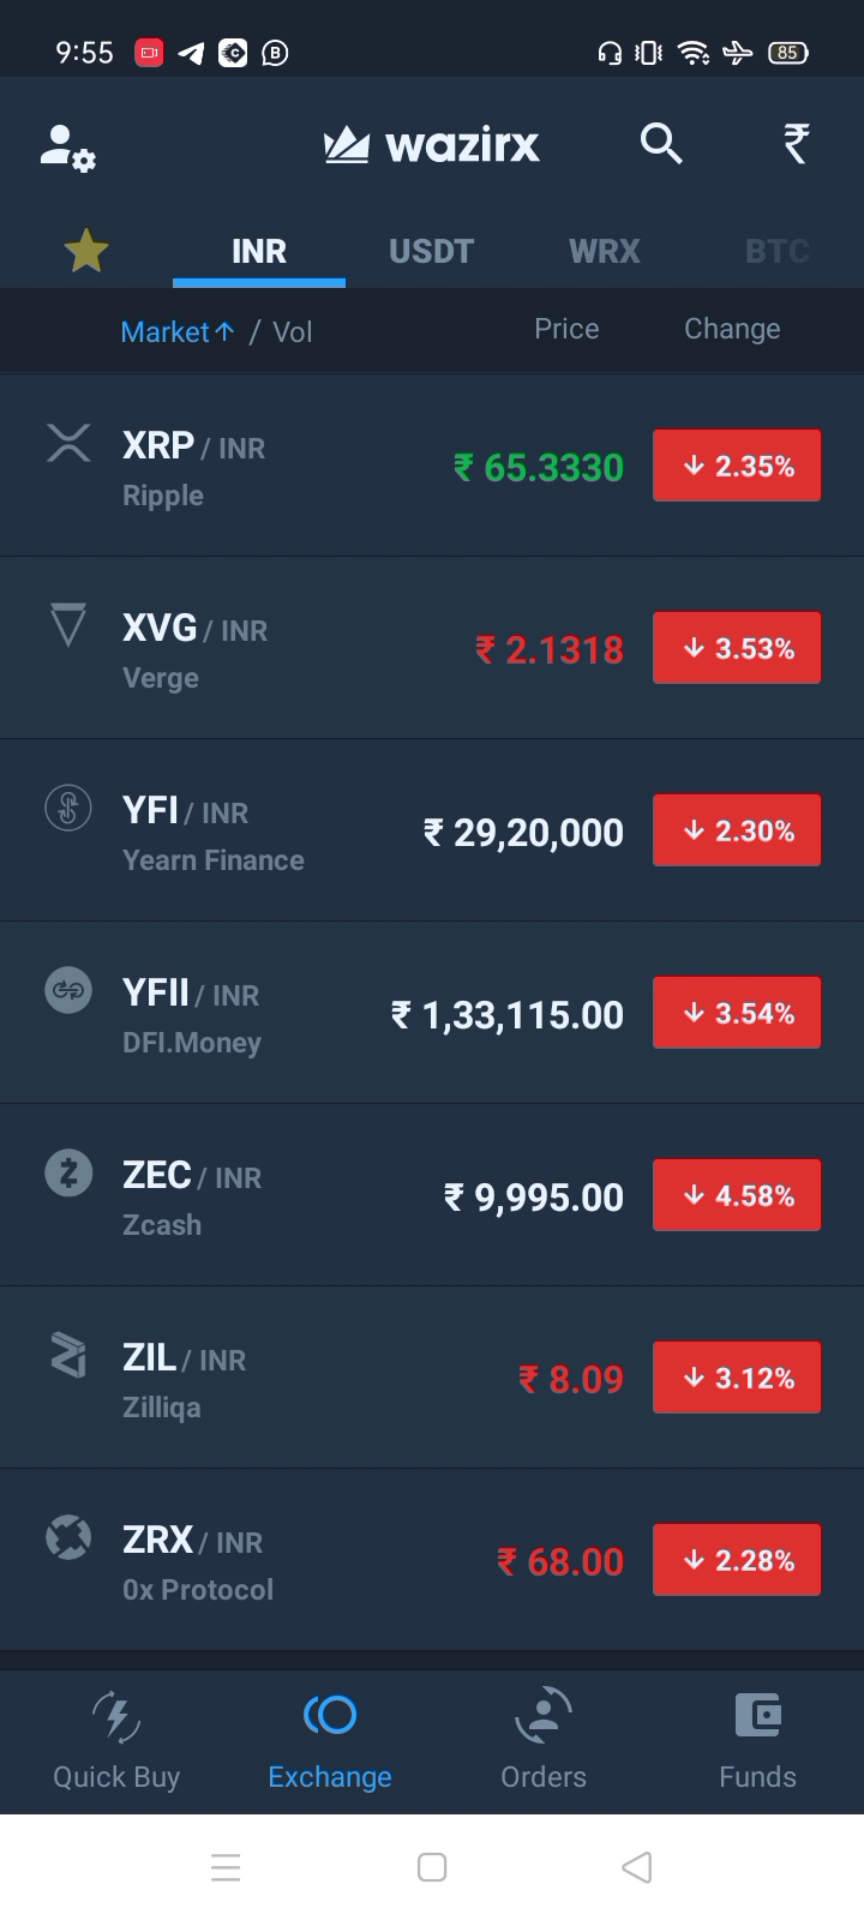 9:55 85
wazirx ₹
INR USDT WRX BTC
Market↑ / Vol Price Change
XRP / INR
₹ 65.3330 ↓ 2.35%
Ripple
XVG / INR
₹ 2.1318 ↓ 3.53%
Verge
YFI / INR
₹ 29,20,000 ↓ 2.30%
Yearn Finance
YFII / INR
₹ 1,33,115.00 ↓ 3.54%
DFI.Money
ZEC / INR
₹ 9,995.00 ↓ 4.58%
Zcash
ZIL / INR
₹ 8.09 ↓ 3.12%
Zilliqa
ZRX / INR
₹ 68.00 ↓ 2.28%
0x Protocol
Quick Buy Exchange Orders Funds